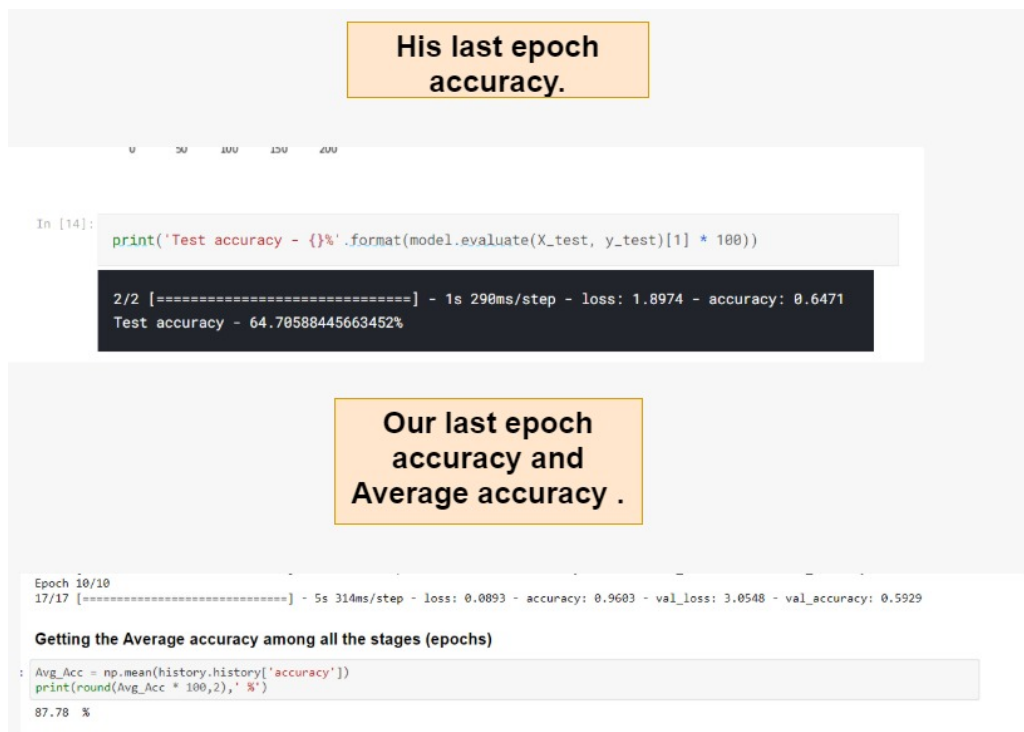 His last epoch
accuracy.
0 50 100 150 200
In [14]:
print('Test accuracy - {}%'.format(model.evaluate(X_test, y_test)[1] * 100))
2/2 [==============================] - 1s 290ms/step - loss: 1.8974 - accuracy: 0.6471
Test accuracy - 64.70588445663452%
Our last epoch
accuracy and
Average accuracy .
Epoch 10/10
17/17 [==============================] - 5s 314ms/step - loss: 0.0893 - accuracy: 0.9603 - val_loss: 3.0548 - val_accuracy: 0.5929
Getting the Average accuracy among all the stages (epochs)
: Avg_Acc = np.mean(history.history['accuracy'])
print(round(Avg_Acc * 100,2),' %')
87.78 %